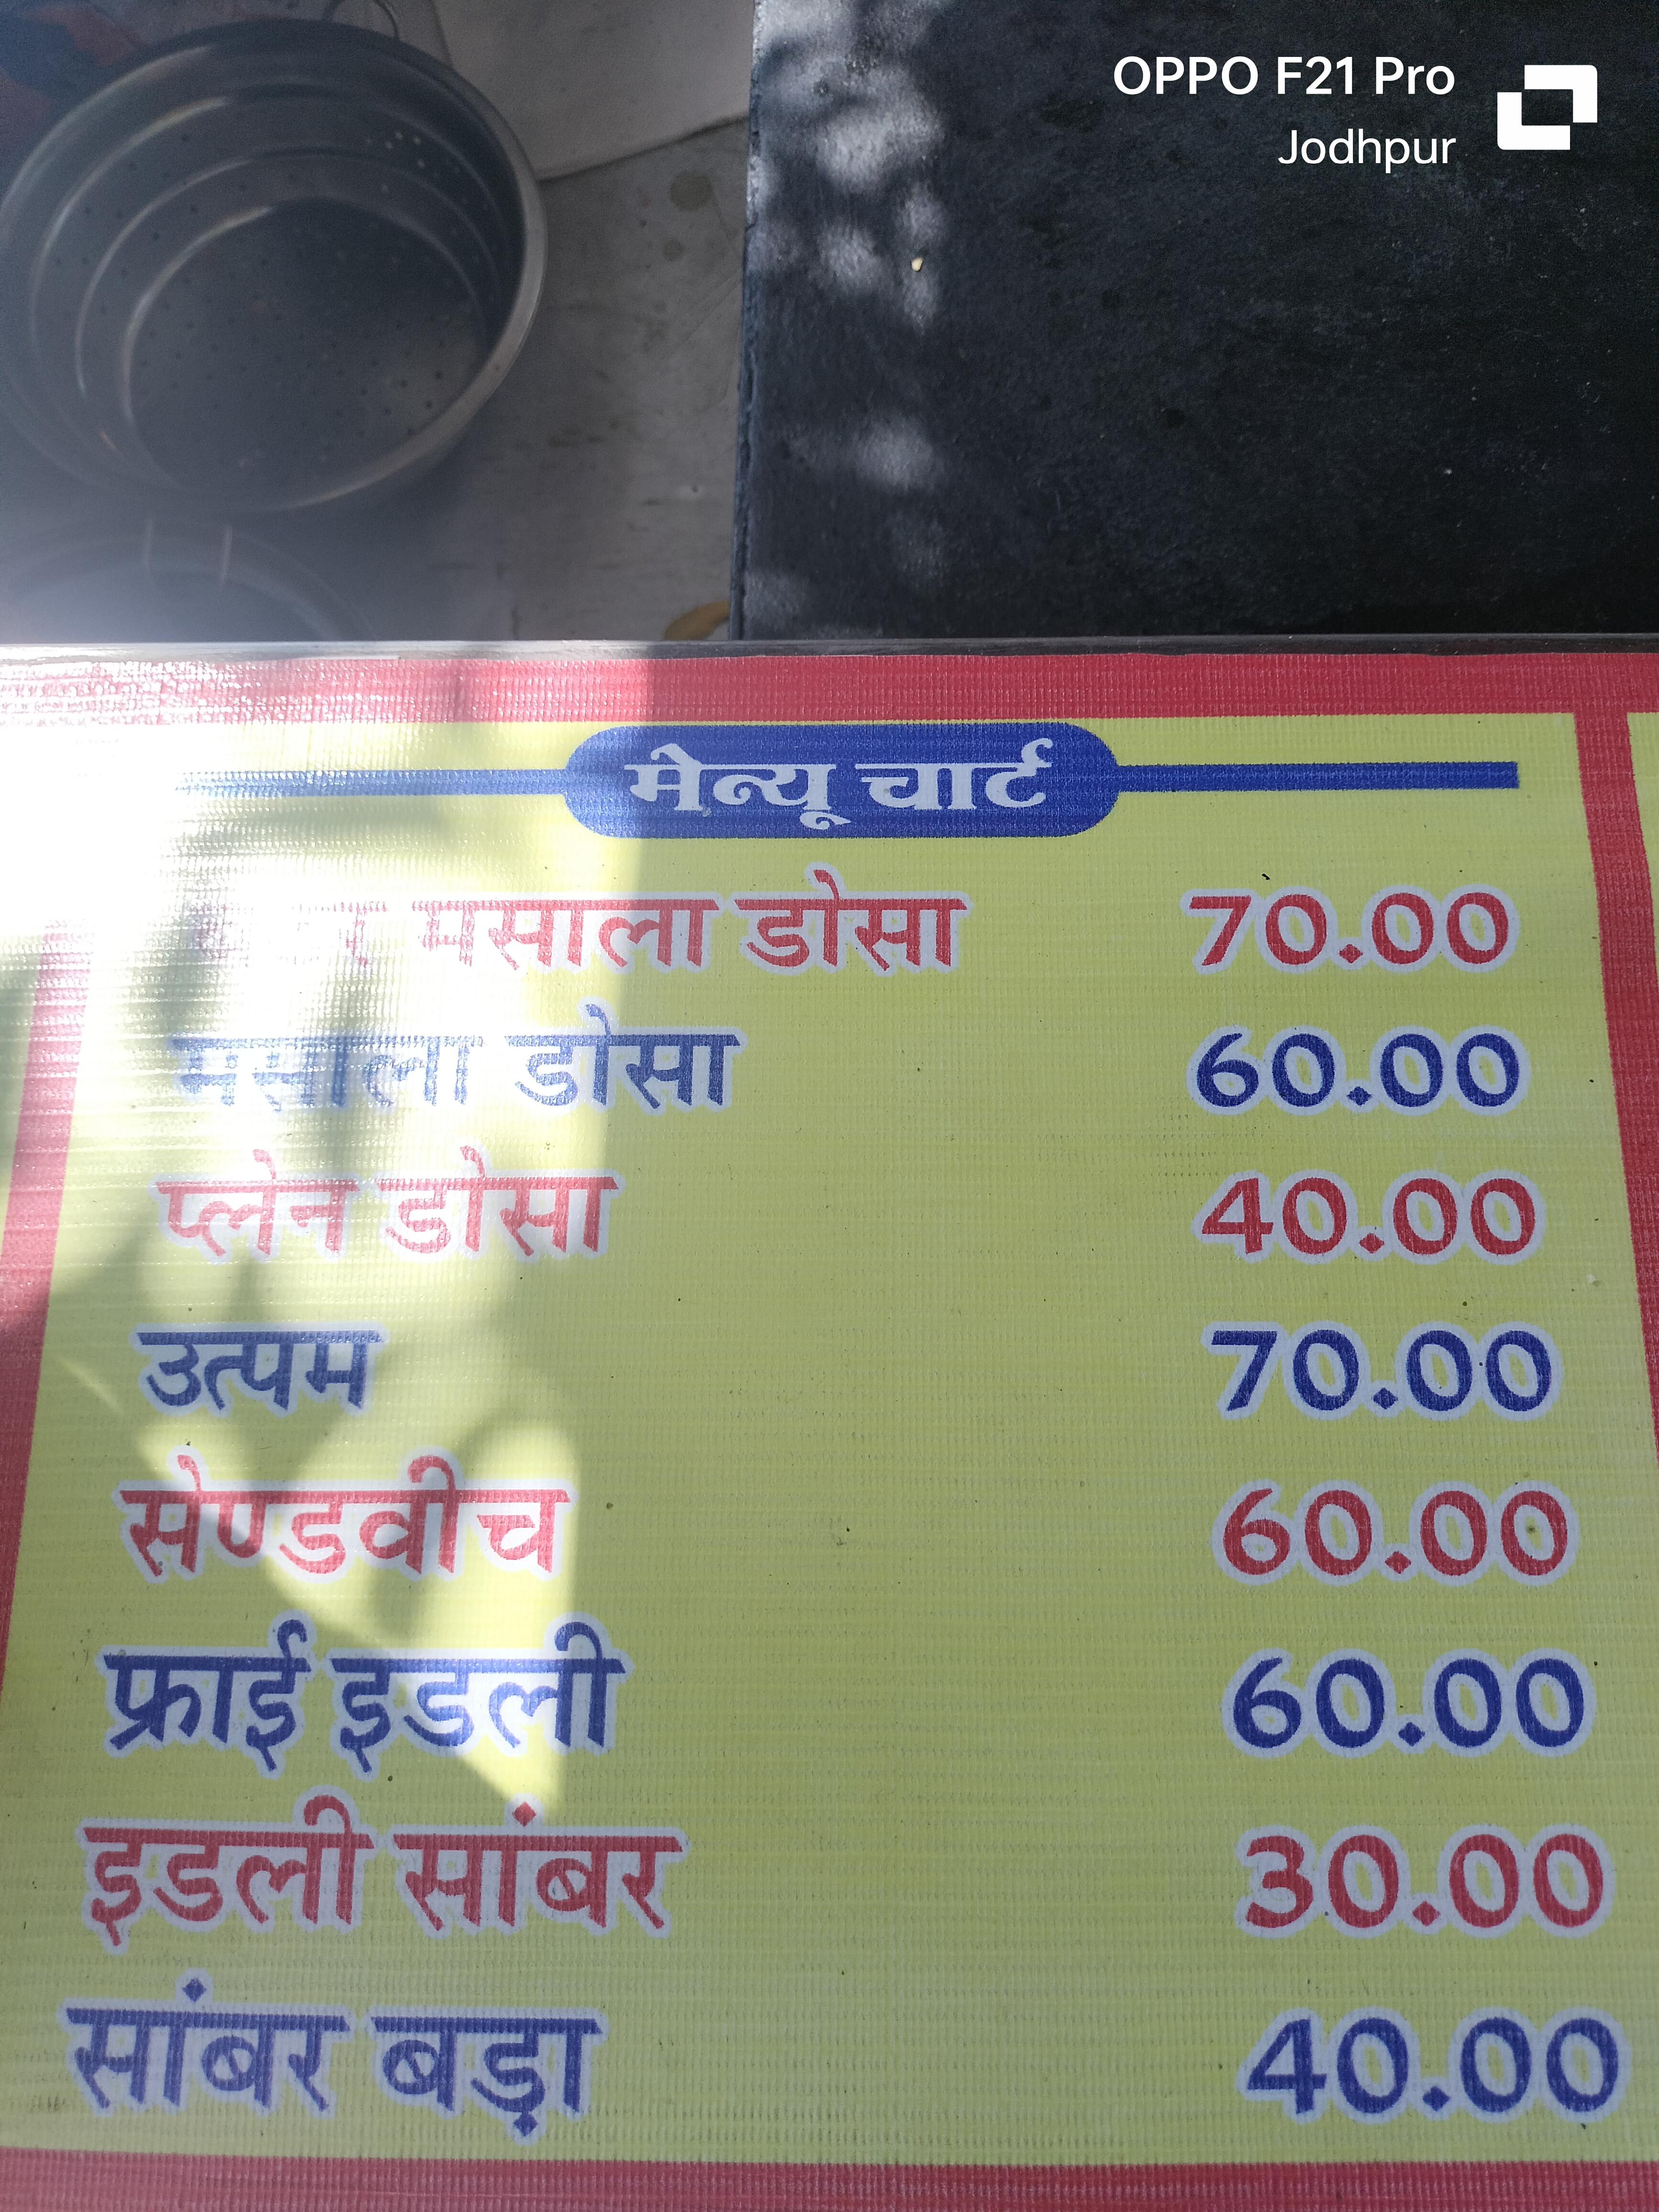 OPPO F21 Pro
Jodhpur
मेन्यू चार्ट
मसाला डोसा 70.00
मसाला डोसा 60.00
प्लेन डोसा 40.00
उत्पम 70.00
सेण्डवीच 60.00
फ्राई इडली 60.00
इडली सांबर 30.00
सांबर बड़ा 40.00